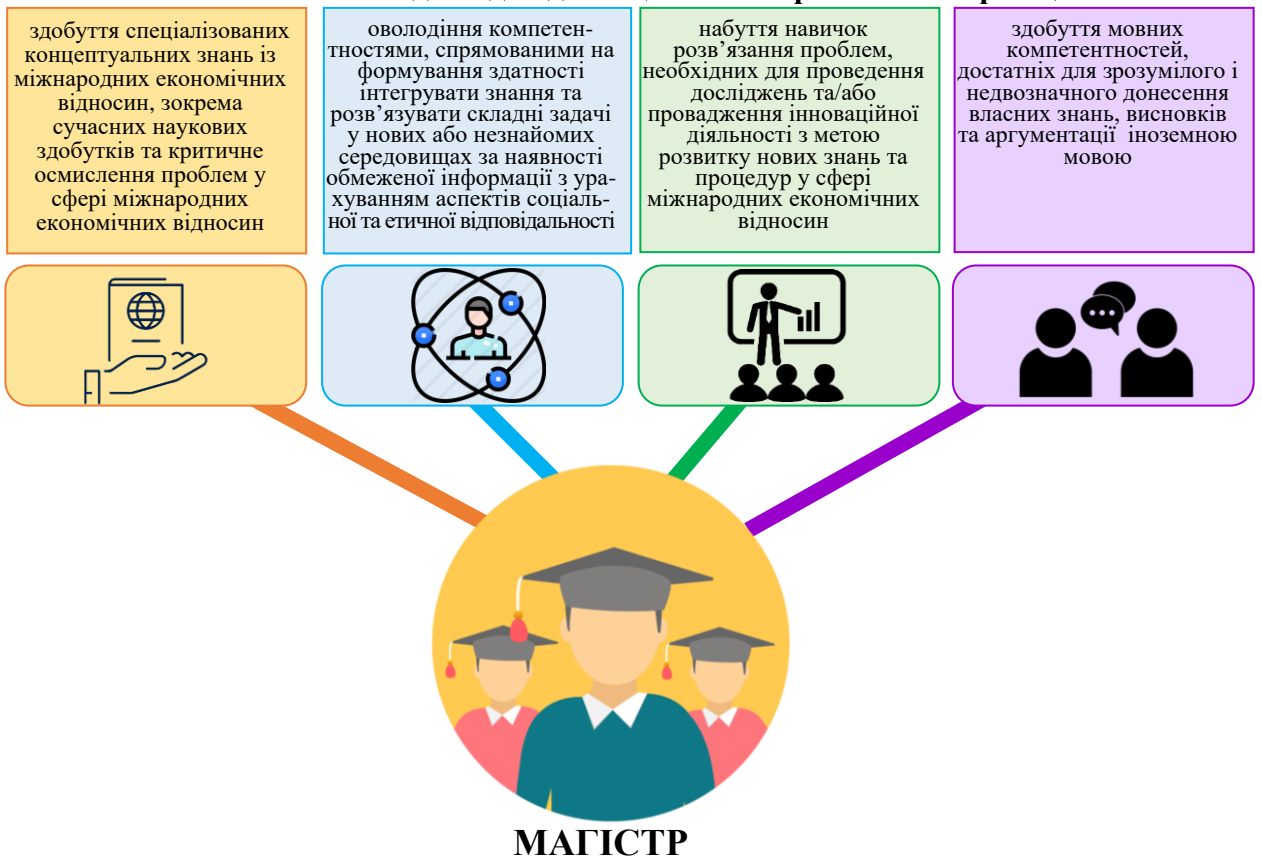 здобуття спеціалізованих
концептуальних знань із
міжнародних економічних
відносин, зокрема
сучасних наукових
здобутків та критичне
осмислення проблем у
сфері міжнародних
економічних відносин
оволодіння компетен-
тностями, спрямованими на
формування здатності
інтегрувати знання та
розв’язувати складні задачі
у нових або незнайомих
середовищах за наявності
обмеженої інформації з ура-
хуванням аспектів соціаль-
ної та етичної відповідальності
набуття навичок
розв’язання проблем,
необхідних для проведення
досліджень та/або
провадження інноваційної
діяльності з метою
розвитку нових знань та
процедур у сфері
міжнародних економічних
відносин
здобуття мовних
компетентностей,
достатніх для зрозумілого і
недвозначного донесення
власних знань, висновків
та аргументації іноземною
мовою
МАГІСТР